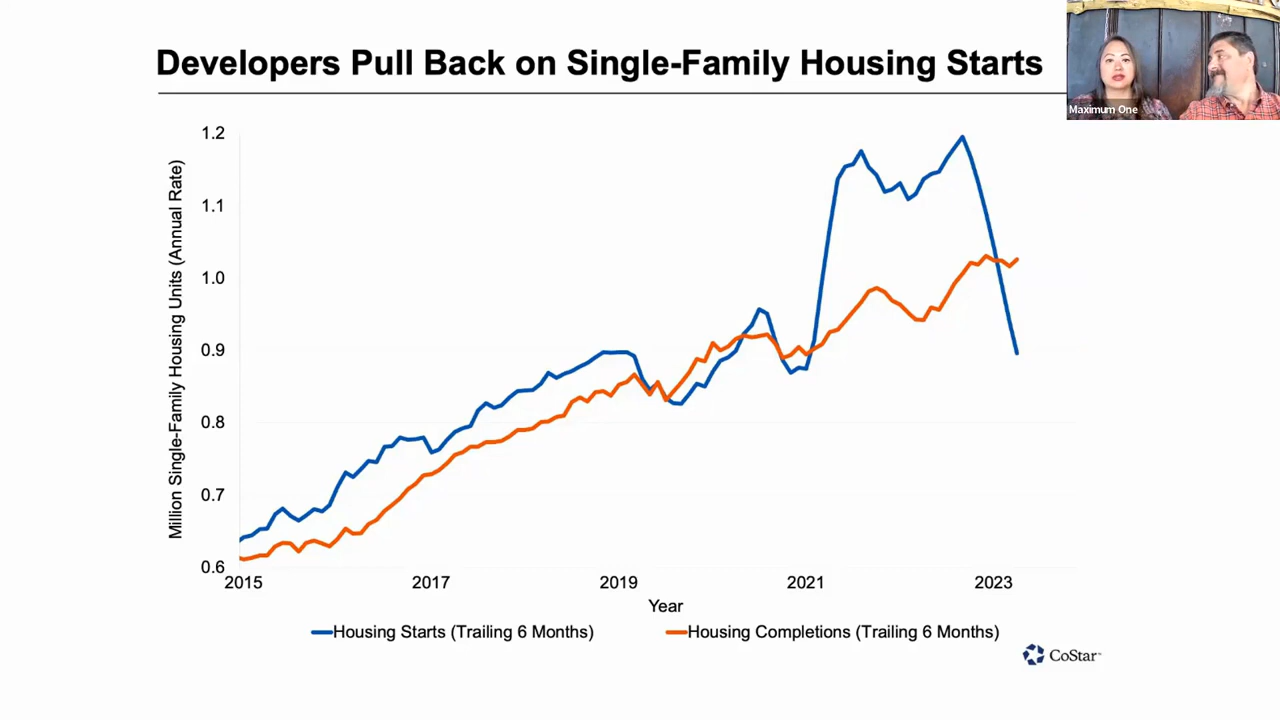 Developers Pull Back on Single-Family Housing Starts
Maximum One
Million Single-Family Housing Units (Annual Rate)
1.2
1.1
1.0
0.9
0.8
0.7
0.6
2015 2017 2019 2021 2023
Year
Housing Starts (Trailing 6 Months) Housing Completions (Trailing 6 Months)
CoStar™